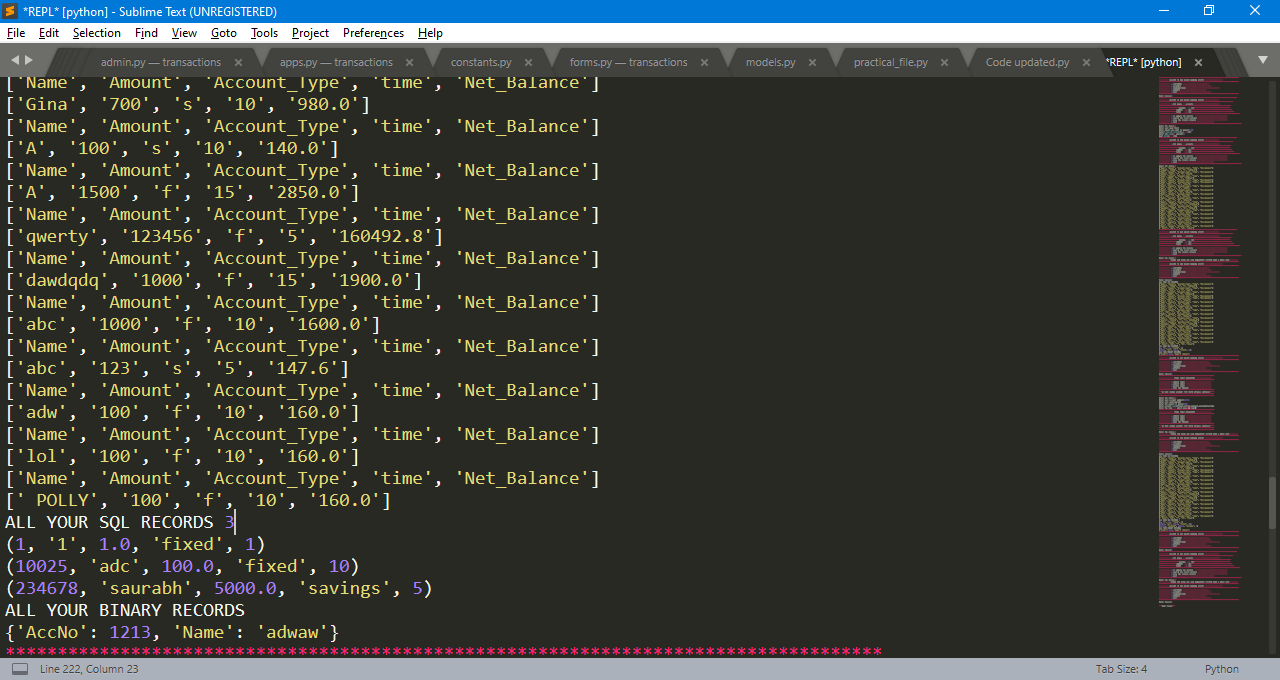 *REPL* [python] - Sublime Text (UNREGISTERED)
File Edit Selection Find View Goto Tools Project Preferences Help
admin.py — transactions apps.py — transactions constants.py forms.py — transactions models.py practical_file.py Code updated.py *REPL* [python]
['Name', 'Amount', 'Account_Type', 'time', 'Net_Balance']
['Gina', '700', 's', '10', '980.0']
['Name', 'Amount', 'Account_Type', 'time', 'Net_Balance']
['A', '100', 's', '10', '140.0']
['Name', 'Amount', 'Account_Type', 'time', 'Net_Balance']
['A', '1500', 'f', '15', '2850.0']
['Name', 'Amount', 'Account_Type', 'time', 'Net_Balance']
['qwerty', '123456', 'f', '5', '160492.8']
['Name', 'Amount', 'Account_Type', 'time', 'Net_Balance']
['dawdqdq', '1000', 'f', '15', '1900.0']
['Name', 'Amount', 'Account_Type', 'time', 'Net_Balance']
['abc', '1000', 'f', '10', '1600.0']
['Name', 'Amount', 'Account_Type', 'time', 'Net_Balance']
['abc', '123', 's', '5', '147.6']
['Name', 'Amount', 'Account_Type', 'time', 'Net_Balance']
['adw', '100', 'f', '10', '160.0']
['Name', 'Amount', 'Account_Type', 'time', 'Net_Balance']
['lol', '100', 'f', '10', '160.0']
['Name', 'Amount', 'Account_Type', 'time', 'Net_Balance']
[' POLLY', '100', 'f', '10', '160.0']
ALL YOUR SQL RECORDS 3
(1, '1', 1.0, 'fixed', 1)
(10025, 'adc', 100.0, 'fixed', 10)
(234678, 'saurabh', 5000.0, 'savings', 5)
ALL YOUR BINARY RECORDS
{'AccNo': 1213, 'Name': 'adwaw'}
************************************************************************************
Line 222, Column 23 Tab Size: 4 Python